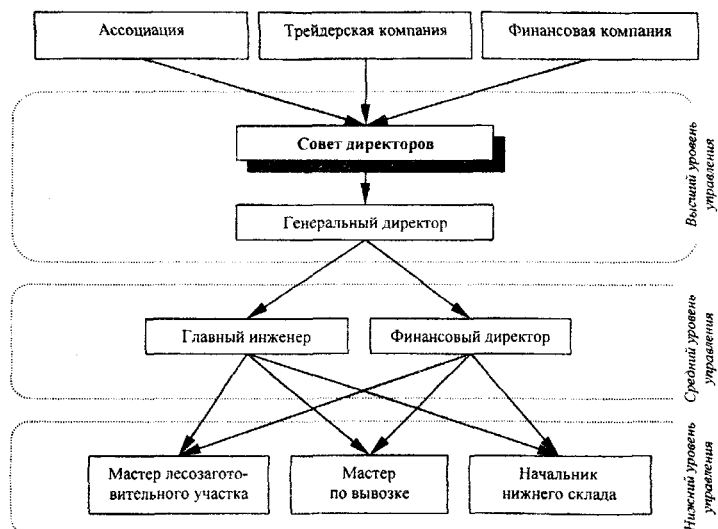 Ассоциация
Трейдерская компания
Финансовая компания
Совет директоров
Генеральный директор
Высший уровень
управления
Главный инженер
Финансовый директор
Средний уровень
управления
Мастер лесозагото-
вительного участка
Мастер
по вывозке
Начальник
нижнего склада
Нижний уровень
управления